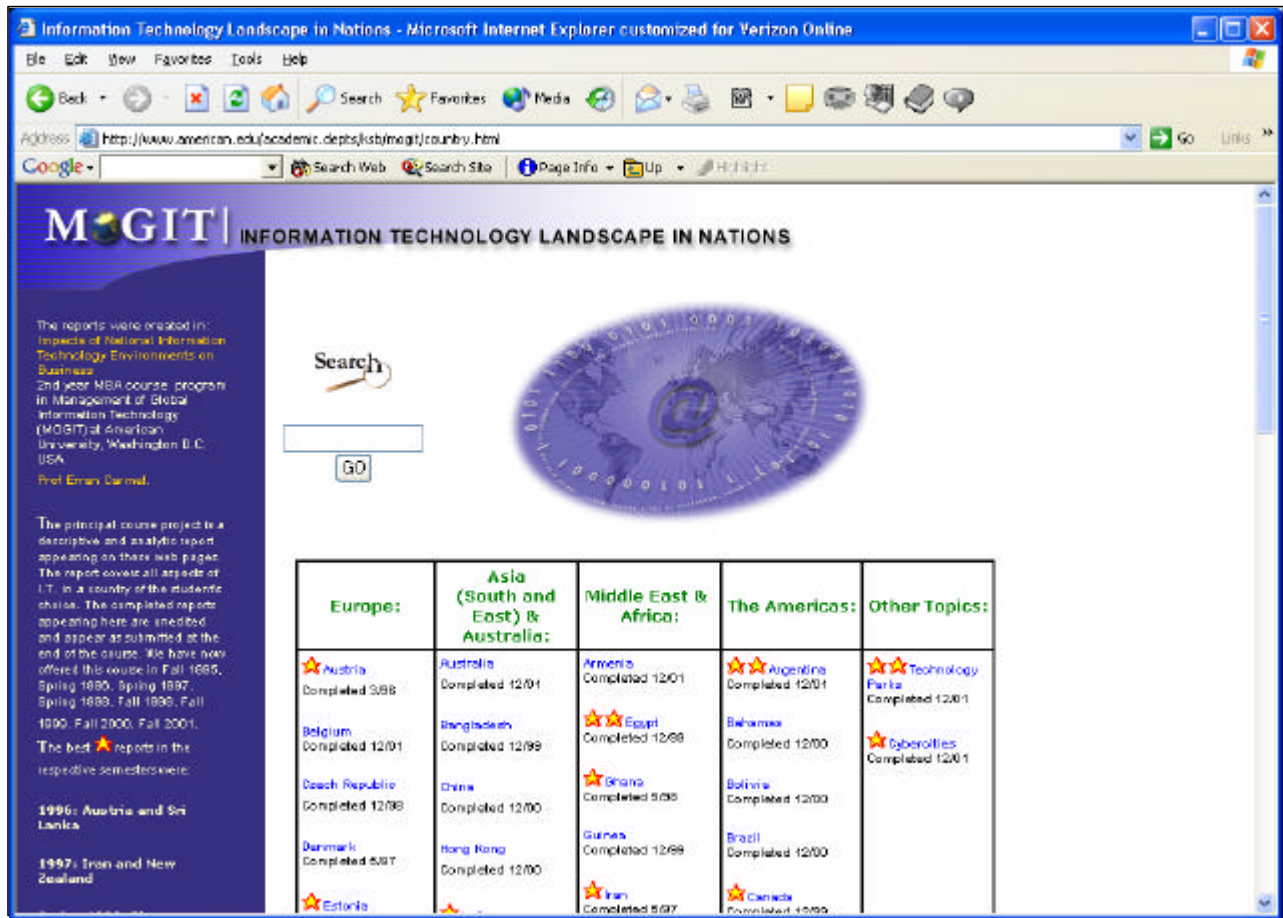 Information Technology Landscape in Nations - Microsoft Internet Explorer customized for Verizon Online
File Edit View Favorites Tools Help
Back Search Favorites Media
Address http://www.american.edu/academic.depts/ksb/mogit/country.html Go Links »
Google Search Web Search Site Page Info Up Highlight
MOGIT INFORMATION TECHNOLOGY LANDSCAPE IN NATIONS
The reports were created in:
Impacts of National Information
Technology Environments on
Business
2nd year MBA course, program
in Management of Global
Information Technology
(MOGIT) at American
University, Washington D.C.
USA
Prof Erran Carmel.
The principal course project is a
descriptive and analytic report
appearing on these web pages.
The report covers all aspects of
I.T. in a country of the student's
choice. The completed reports
appearing here are unedited
and appear as submitted at the
end of the course. We have now
offered this course in Fall 1995,
Spring 1996, Spring 1997,
Spring 1998, Fall 1998, Fall
1999, Fall 2000, Fall 2001.
The best reports in the
respective semesters were:
1996: Austria and Sri
Lanka
1997: Iran and New
Zealand
Search
GO
@
Europe:
Austria
Completed 3/96
Belgium
Completed 12/01
Czech Republic
Completed 12/98
Denmark
Completed 5/97
Estonia
Asia
(South and
East) &
Australia:
Australia
Completed 12/01
Bangladesh
Completed 12/99
China
Completed 12/00
Hong Kong
Completed 12/00
Middle East &
Africa:
Armenia
Completed 12/01
Egypt
Completed 12/98
Ghana
Completed
Guinea
Completed 12/99
Iran
Completed 5/97
The Americas:
Argentina
Completed 12/01
Bahamas
Completed 12/00
Bolivia
Completed 12/00
Brazil
Completed 12/00
Canada
Completed 12/99
Other Topics:
Technology
Parks
Completed 12/01
Cybercities
Completed 12/01